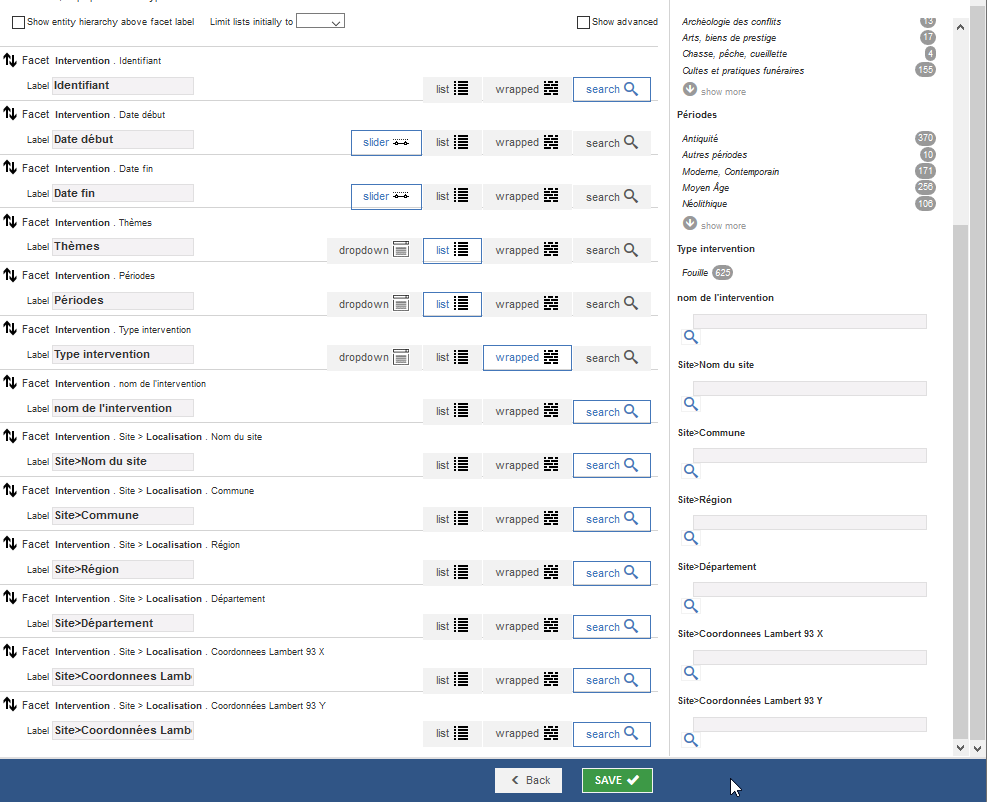 Show entity hierarchy above facet label Limit lists initially to Show advanced
Facet Intervention . Identifiant
Label Identifiant list wrapped search
Facet Intervention . Date début
Label Date début slider list wrapped search
Facet Intervention . Date fin
Label Date fin slider list wrapped search
Facet Intervention . Thèmes
Label Thèmes dropdown list wrapped search
Facet Intervention . Périodes
Label Périodes dropdown list wrapped search
Facet Intervention . Type intervention
Label Type intervention dropdown list wrapped search
Facet Intervention . nom de l'intervention
Label nom de l'intervention list wrapped search
Facet Intervention . Site > Localisation . Nom du site
Label Site>Nom du site list wrapped search
Facet Intervention . Site > Localisation . Commune
Label Site>Commune list wrapped search
Facet Intervention . Site > Localisation . Région
Label Site>Région list wrapped search
Facet Intervention . Site > Localisation . Département
Label Site>Département list wrapped search
Facet Intervention . Site > Localisation . Coordonnees Lambert 93 X
Label Site>Coordonnees Lamb list wrapped search
Facet Intervention . Site > Localisation . Coordonnées Lambert 93 Y
Label Site>Coordonnées Lamb list wrapped search
Archéologie des conflits 13
Arts, biens de prestige 17
Chasse, pêche, cueillette 4
Cultes et pratiques funéraires 155
show more
Périodes
Antiquité 370
Autres périodes 10
Moderne, Contemporain 171
Moyen Âge 256
Néolithique 106
show more
Type intervention
Fouille 625
nom de l'intervention
Site>Nom du site
Site>Commune
Site>Région
Site>Département
Site>Coordonnees Lambert 93 X
Site>Coordonnées Lambert 93 Y
Back SAVE